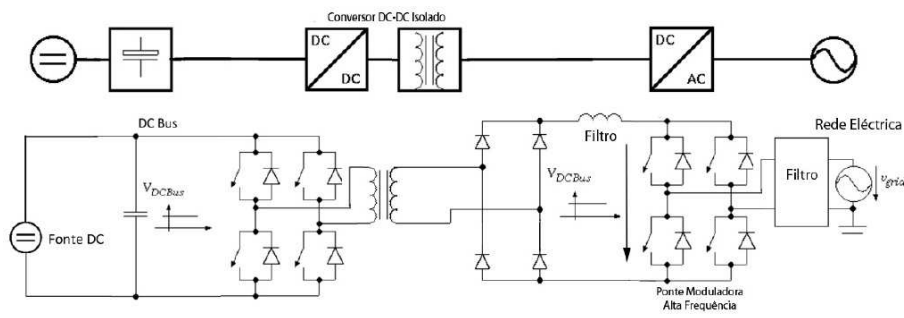 Conversor DC-DC Isolado
DC
DC
DC
AC
DC Bus
Filtro
Rede Eléctrica
V_DCBus
V_DCBus
Filtro
v_grid
Fonte DC
Ponte Moduladora
Alta Frequência